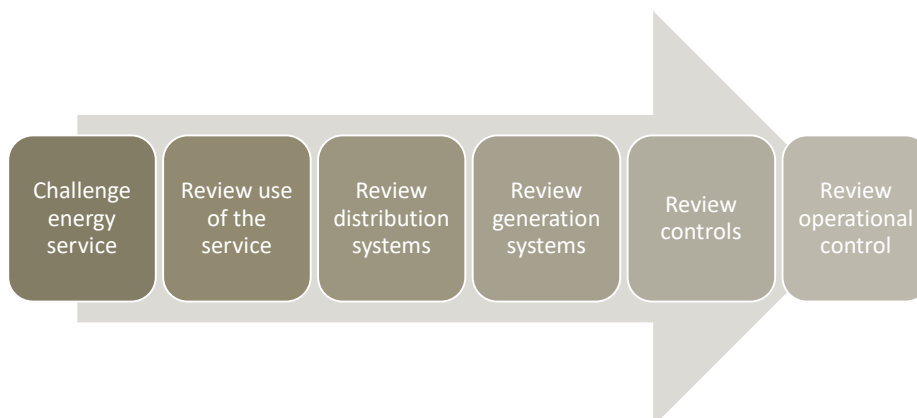 Challenge
energy
service
Review use
of the
service
Review
distribution
systems
Review
generation
systems
Review
controls
Review
operational
control